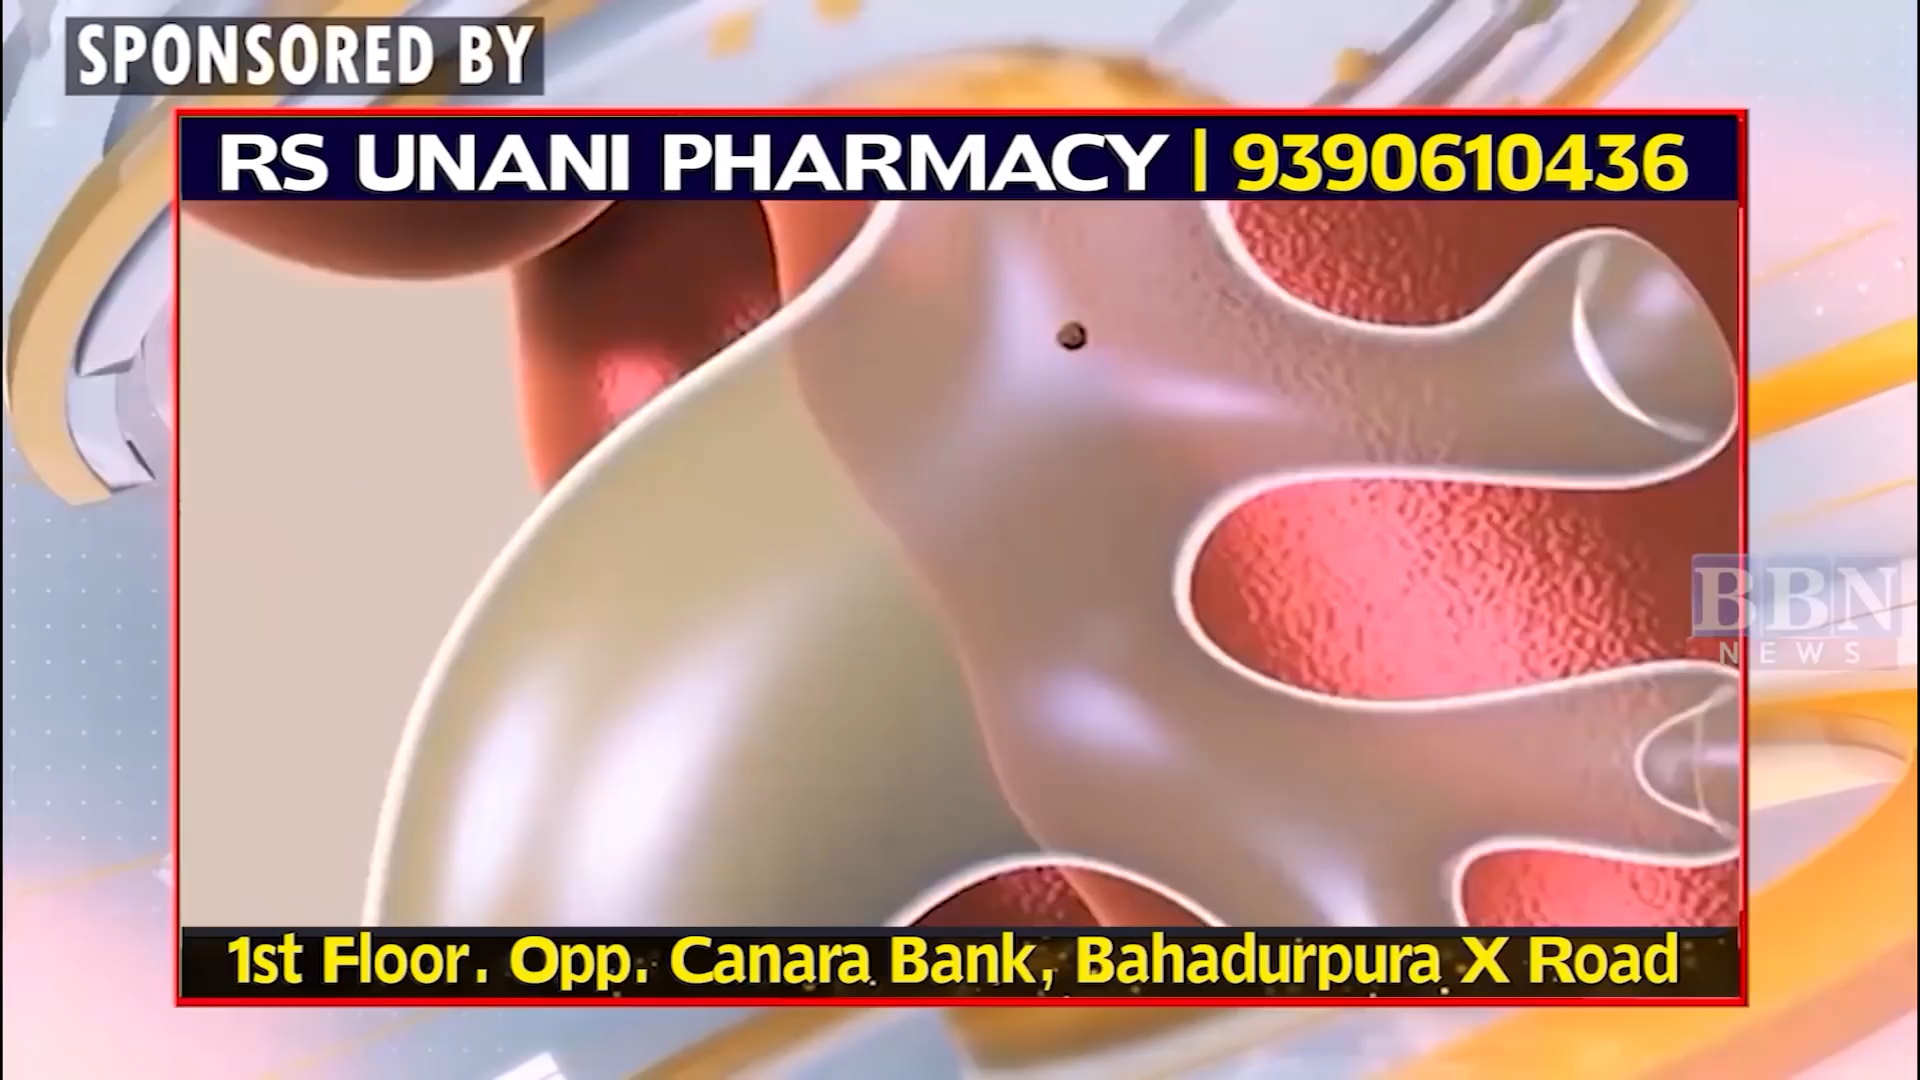 SPONSORED BY
RS UNANI PHARMACY | 9390610436
BBN
NEWS
1st Floor. Opp. Canara Bank, Bahadurpura X Road